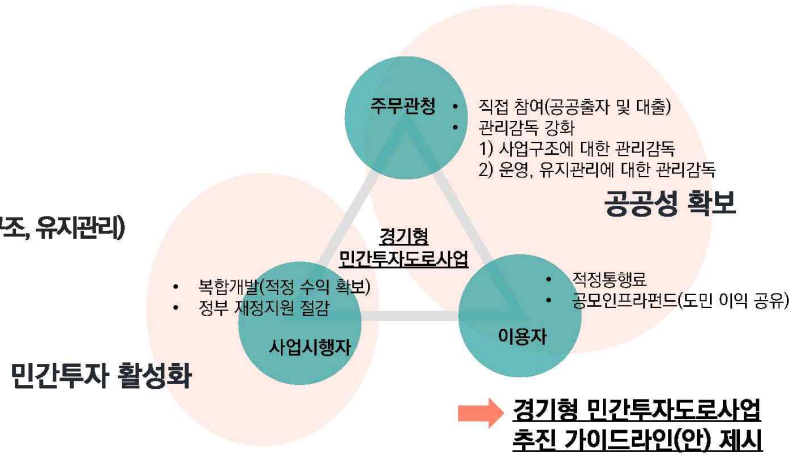 주무관청
• 직접 참여(공공출자 및 대출)
• 관리감독 강화
1) 사업구조에 대한 관리감독
2) 운영, 유지관리에 대한 관리감독
공공성 확보
조, 유지관리)
경기형
민간투자도로사업
• 복합개발(적정 수익 확보)
• 정부 재정지원 절감
사업시행자
• 적정통행료
• 공모인프라펀드(도민 이익 공유)
이용자
민간투자 활성화
경기형 민간투자도로사업
추진 가이드라인(안) 제시